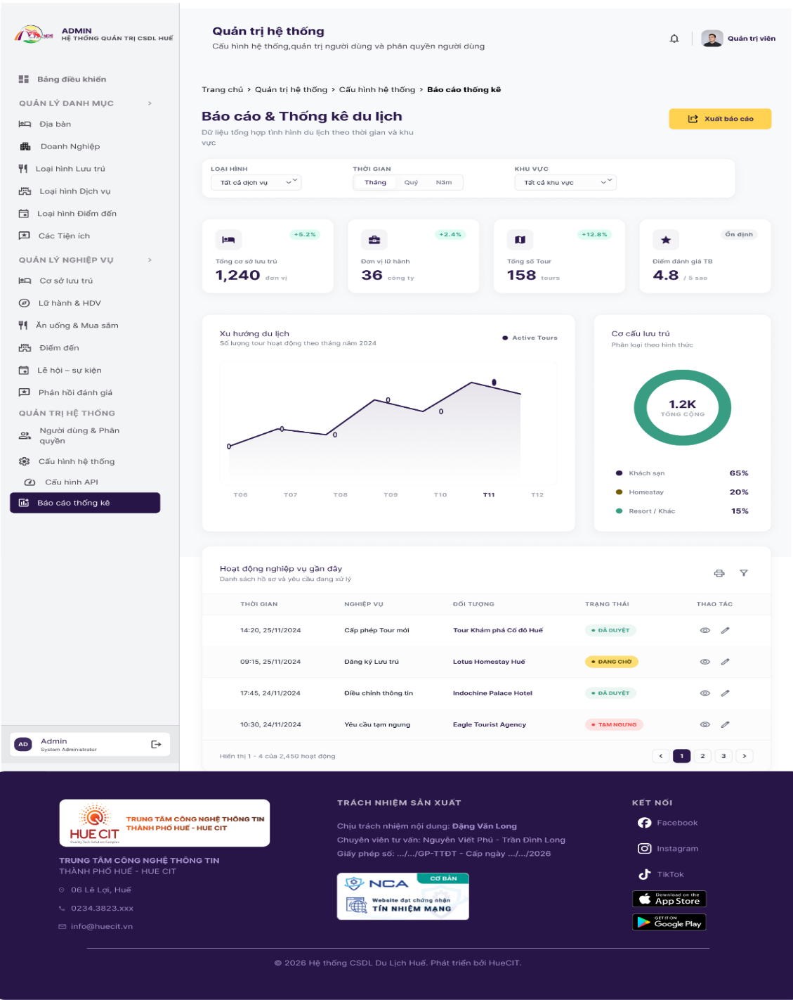 ADMIN
HỆ THỐNG QUẢN TRỊ CSDL HUẾ
Bảng điều khiển
QUẢN LÝ DANH MỤC >
Địa bàn
Doanh Nghiệp
Loại hình Lưu trú
Loại hình Dịch vụ
Loại hình Điểm đến
Các Tiện ích
QUẢN LÝ NGHIỆP VỤ >
Cơ sở lưu trú
Lữ hành & HDV
Ăn uống & Mua sắm
Điểm đến
Lễ hội – sự kiện
Phản hồi đánh giá
QUẢN TRỊ HỆ THỐNG
Người dùng & Phân
quyền
Cấu hình hệ thống
Cấu hình API
Báo cáo thống kê
AD
Admin
System Administrator
Quản trị hệ thống
Cấu hình hệ thống,quản trị người dùng và phân quyền người dùng
Quản trị viên
Trang chủ > Quản trị hệ thống > Cấu hình hệ thống > Báo cáo thống kê
Báo cáo & Thống kê du lịch
Dữ liệu tổng hợp tình hình du lịch theo thời gian và khu
vực
Xuất báo cáo
LOẠI HÌNH
Tất cả dịch vụ
THỜI GIAN
Tháng Quý Năm
KHU VỰC
Tất cả khu vực
+5.2%
Tổng cơ sở lưu trú
1,240 đơn vị
+2.4%
Đơn vị lữ hành
36 công ty
+12.8%
Tổng số Tour
158 tours
Ổn định
Điểm đánh giá TB
4.8 / 5 sao
Xu hướng du lịch
Số lượng tour hoạt động theo tháng năm 2024
Active Tours
T06 T07 T08 T09 T10 T11 T12
Cơ cấu lưu trú
Phân loại theo hình thức
1.2K
TỔNG CỘNG
Khách sạn 65%
Homestay 20%
Resort / Khác 15%
Hoạt động nghiệp vụ gần đây
Danh sách hồ sơ và yêu cầu đang xử lý
THỜI GIAN NGHIỆP VỤ ĐỐI TƯỢNG TRẠNG THÁI THAO TÁC
14:20, 25/11/2024 Cấp phép Tour mới Tour Khám phá Cố đô Huế ĐÃ DUYỆT
09:15, 25/11/2024 Đăng ký Lưu trú Lotus Homestay Huế ĐANG CHỜ
17:45, 24/11/2024 Điều chỉnh thông tin Indochine Palace Hotel ĐÃ DUYỆT
10:30, 24/11/2024 Yêu cầu tạm ngưng Eagle Tourist Agency TẠM NGƯNG
Hiển thị 1 - 4 của 2,450 hoạt động
< 1 2 3 >
HUE CIT
Quality Tech Solution Complex
TRUNG TÂM CÔNG NGHỆ THÔNG TIN
THÀNH PHỐ HUẾ - HUE CIT
TRUNG TÂM CÔNG NGHỆ THÔNG TIN
THÀNH PHỐ HUẾ - HUE CIT
06 Lê Lợi, Huế
0234.3823.xxx
info@huecit.vn
TRÁCH NHIỆM SẢN XUẤT
Chịu trách nhiệm nội dung: Đặng Văn Long
Chuyên viên tư vấn: Nguyễn Viết Phú - Trần Đình Long
Giấy phép số: .../.../GP-TTĐT - Cấp ngày .../.../2026
NCA
CƠ BẢN
Website đạt chứng nhận
TÍN NHIỆM MẠNG
KẾT NỐI
Facebook
Instagram
TikTok
Download on the
App Store
GET IT ON
Google Play
© 2026 Hệ thống CSDL Du Lịch Huế. Phát triển bởi HueCIT.